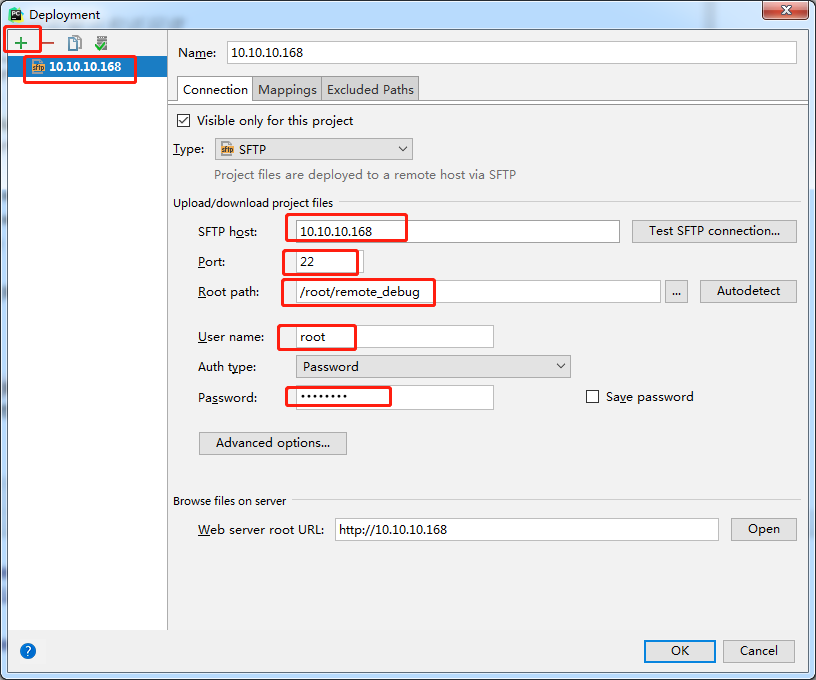 Deployment
10.10.10.168
Name: 10.10.10.168
Connection Mappings Excluded Paths
Visible only for this project
Type: SFTP
Project files are deployed to a remote host via SFTP
Upload/download project files
SFTP host: 10.10.10.168 Test SFTP connection...
Port: 22
Root path: /root/remote_debug ... Autodetect
User name: root
Auth type: Password
Password: •••••••• Save password
Advanced options...
Browse files on server
Web server root URL: http://10.10.10.168 Open
? OK Cancel